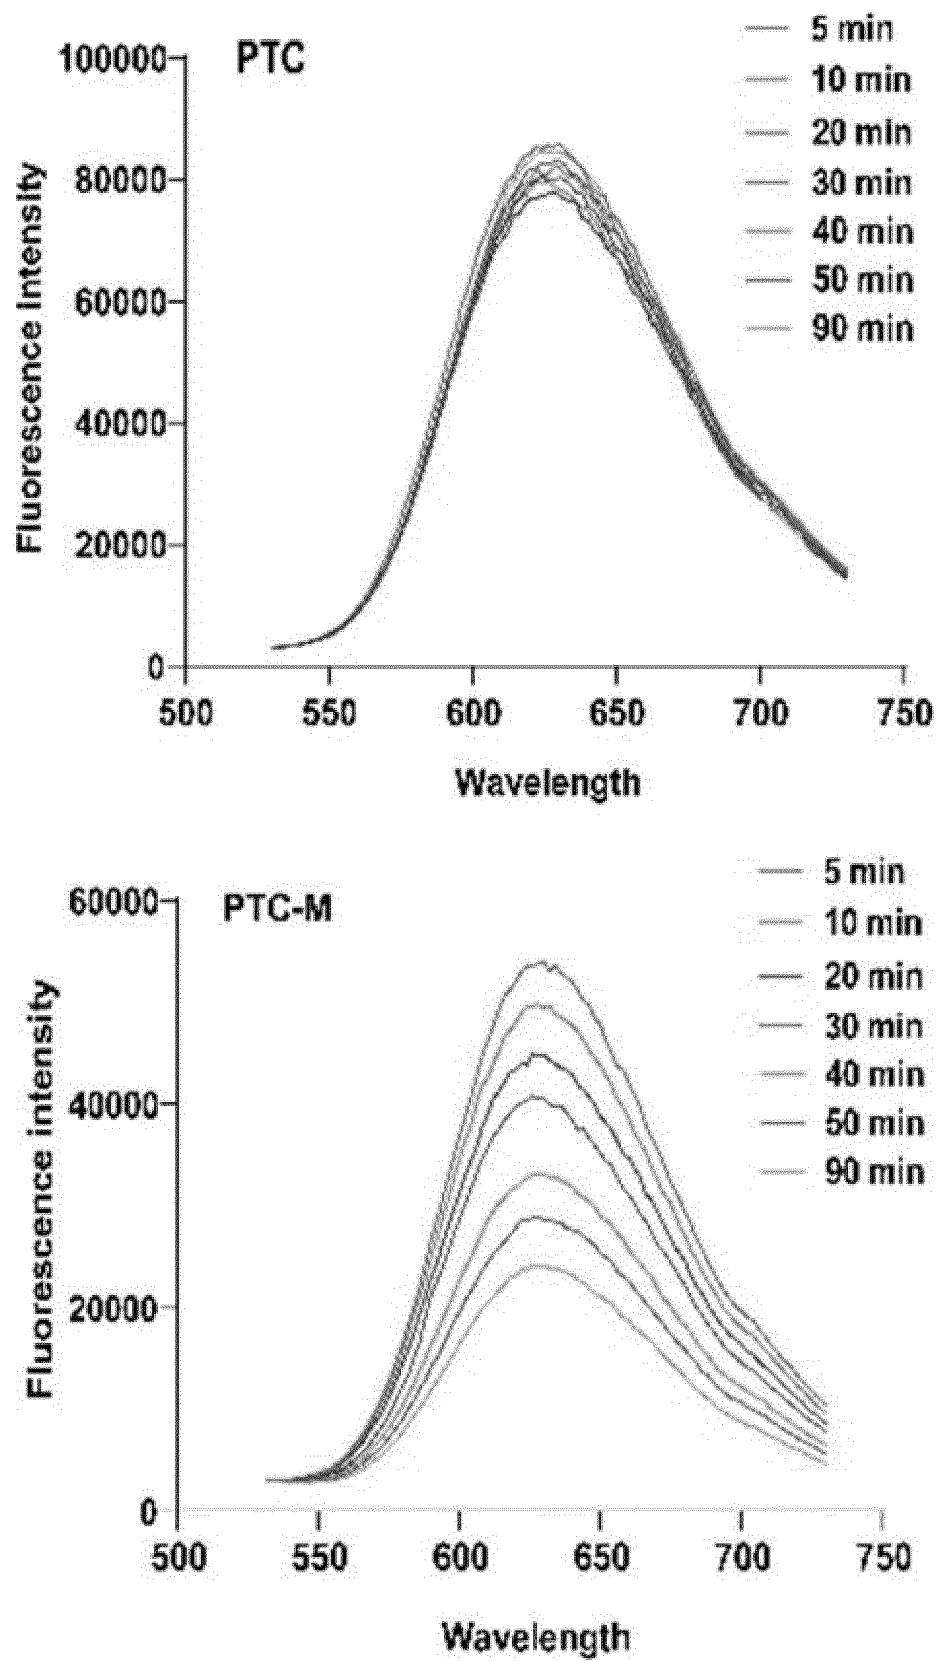 PTC
5 min
10 min
20 min
30 min
40 min
50 min
90 min
100000
80000
60000
40000
20000
0
Fluorescence Intensity
500 550 600 650 700 750
Wavelength
PTC-M
5 min
10 min
20 min
30 min
40 min
50 min
90 min
60000
40000
20000
0
Fluorescence intensity
500 550 600 650 700 750
Wavelength